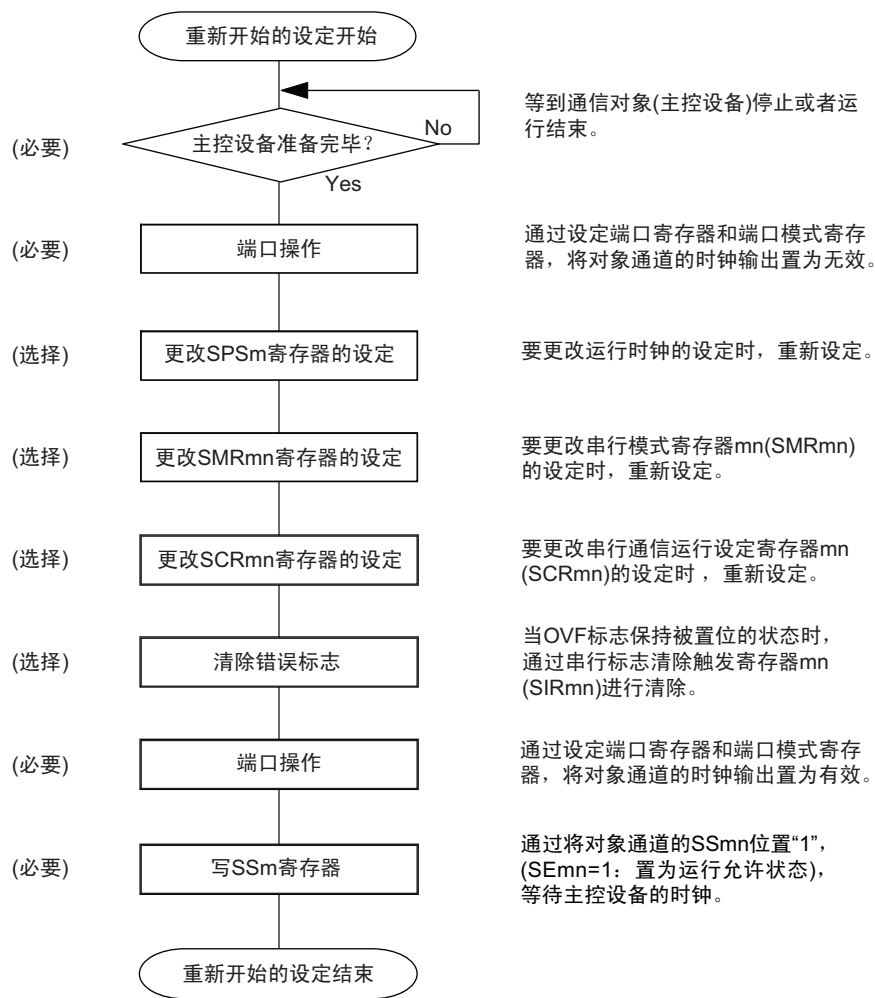 重新开始的设定开始
(必要)
主控设备准备完毕？
No
Yes
等到通信对象(主控设备)停止或者运
行结束。
(必要)
端口操作
通过设定端口寄存器和端口模式寄存
器，将对象通道的时钟输出置为无效。
(选择)
更改SPSm寄存器的设定
要更改运行时钟的设定时，重新设定。
(选择)
更改SMRmn寄存器的设定
要更改串行模式寄存器mn(SMRmn)
的设定时，重新设定。
(选择)
更改SCRmn寄存器的设定
要更改串行通信运行设定寄存器mn
(SCRmn)的设定时，重新设定。
(选择)
清除错误标志
当OVF标志保持被置位的状态时，
通过串行标志清除触发寄存器mn
(SIRmn)进行清除。
(必要)
端口操作
通过设定端口寄存器和端口模式寄存
器，将对象通道的时钟输出置为有效。
(必要)
写SSm寄存器
通过将对象通道的SSmn位置“1”，
(SEmn=1：置为运行允许状态)，
等待主控设备的时钟。
重新开始的设定结束